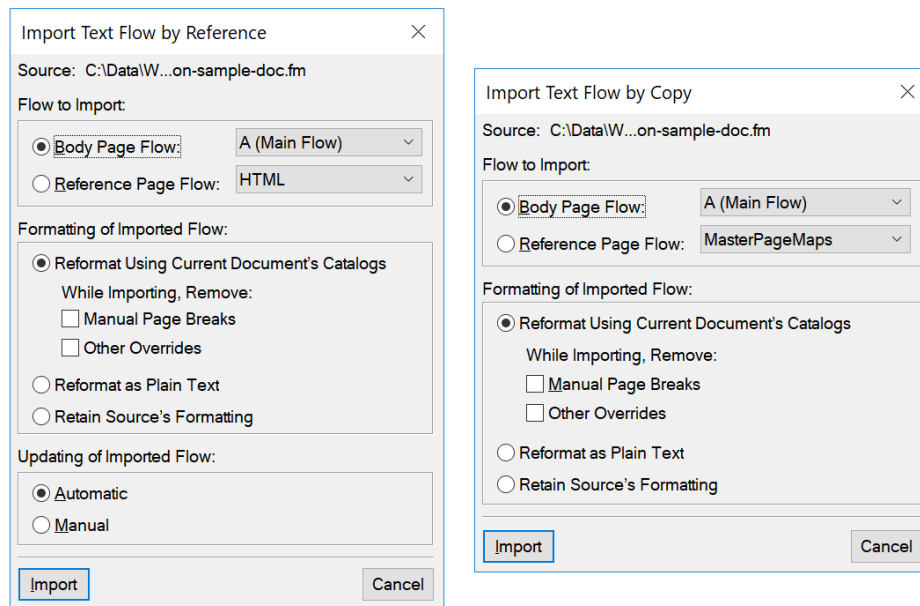 Import Text Flow by Reference
Source: C:\Data\W...on-sample-doc.fm
Flow to Import:
Body Page Flow: A (Main Flow)
Reference Page Flow: HTML
Formatting of Imported Flow:
Reformat Using Current Document's Catalogs
While Importing, Remove:
Manual Page Breaks
Other Overrides
Reformat as Plain Text
Retain Source's Formatting
Updating of Imported Flow:
Automatic
Manual
Import Cancel
Import Text Flow by Copy
Source: C:\Data\W...on-sample-doc.fm
Flow to Import:
Body Page Flow: A (Main Flow)
Reference Page Flow: MasterPageMaps
Formatting of Imported Flow:
Reformat Using Current Document's Catalogs
While Importing, Remove:
Manual Page Breaks
Other Overrides
Reformat as Plain Text
Retain Source's Formatting
Import Cancel